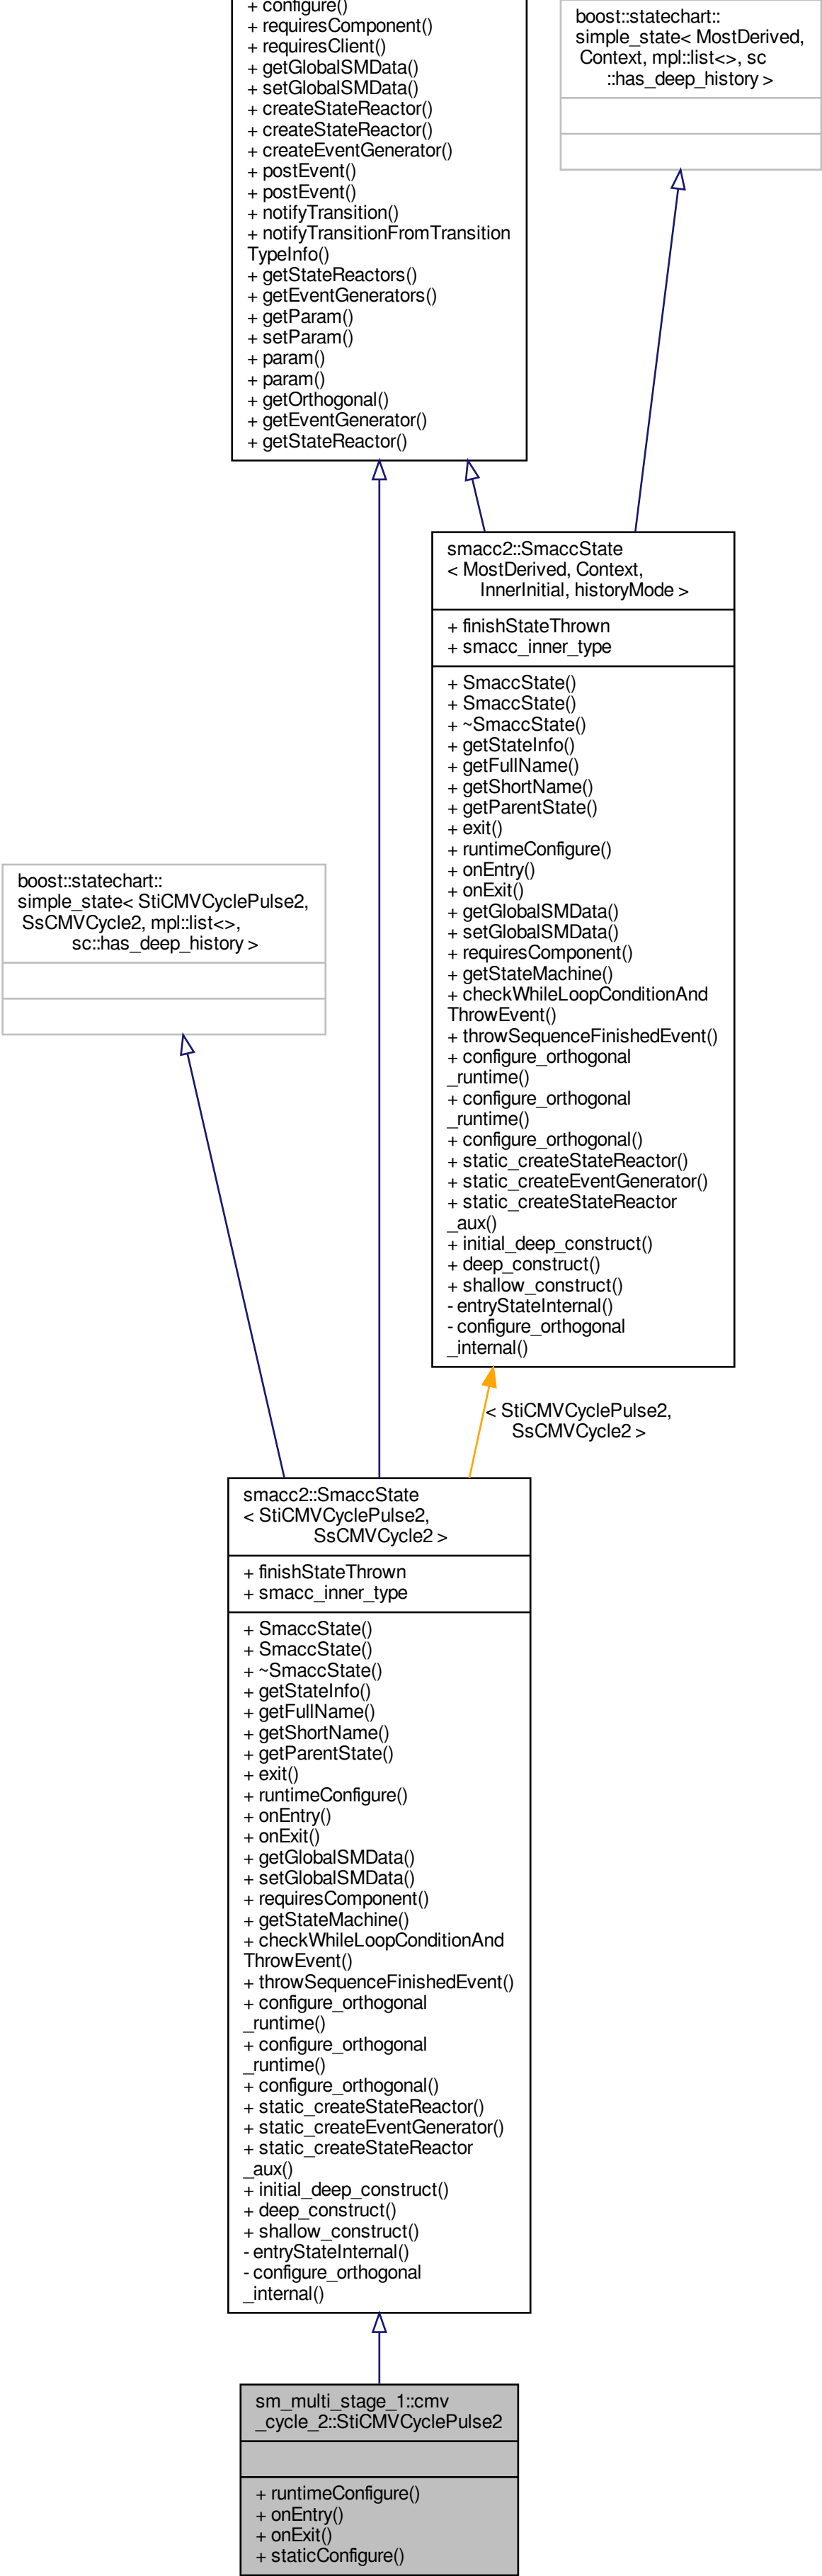 + configure()
+ requiresComponent()
+ requiresClient()
+ getGlobalSMData()
+ setGlobalSMData()
+ createStateReactor()
+ createStateReactor()
+ createEventGenerator()
+ postEvent()
+ postEvent()
+ notifyTransition()
+ notifyTransitionFromTransition
TypeInfo()
+ getStateReactors()
+ getEventGenerators()
+ getParam()
+ setParam()
+ param()
+ param()
+ getOrthogonal()
+ getEventGenerator()
+ getStateReactor()
boost::statechart::
simple_state< MostDerived,
Context, mpl::list<>, sc
::has_deep_history >
smacc2::SmaccState
< MostDerived, Context,
InnerInitial, historyMode >
+ finishStateThrown
+ smacc_inner_type
+ SmaccState()
+ SmaccState()
+ ~SmaccState()
+ getStateInfo()
+ getFullName()
+ getShortName()
+ getParentState()
+ exit()
+ runtimeConfigure()
+ onEntry()
+ onExit()
+ getGlobalSMData()
+ setGlobalSMData()
+ requiresComponent()
+ getStateMachine()
+ checkWhileLoopConditionAnd
ThrowEvent()
+ throwSequenceFinishedEvent()
+ configure_orthogonal
_runtime()
+ configure_orthogonal
_runtime()
+ configure_orthogonal()
+ static_createStateReactor()
+ static_createEventGenerator()
+ static_createStateReactor
_aux()
+ initial_deep_construct()
+ deep_construct()
+ shallow_construct()
- entryStateInternal()
- configure_orthogonal
_internal()
boost::statechart::
simple_state< StiCMVCyclePulse2,
SsCMVCycle2, mpl::list<>,
sc::has_deep_history >
< StiCMVCyclePulse2,
SsCMVCycle2 >
smacc2::SmaccState
< StiCMVCyclePulse2,
SsCMVCycle2 >
+ finishStateThrown
+ smacc_inner_type
+ SmaccState()
+ SmaccState()
+ ~SmaccState()
+ getStateInfo()
+ getFullName()
+ getShortName()
+ getParentState()
+ exit()
+ runtimeConfigure()
+ onEntry()
+ onExit()
+ getGlobalSMData()
+ setGlobalSMData()
+ requiresComponent()
+ getStateMachine()
+ checkWhileLoopConditionAnd
ThrowEvent()
+ throwSequenceFinishedEvent()
+ configure_orthogonal
_runtime()
+ configure_orthogonal
_runtime()
+ configure_orthogonal()
+ static_createStateReactor()
+ static_createEventGenerator()
+ static_createStateReactor
_aux()
+ initial_deep_construct()
+ deep_construct()
+ shallow_construct()
- entryStateInternal()
- configure_orthogonal
_internal()
sm_multi_stage_1::cmv
_cycle_2::StiCMVCyclePulse2
+ runtimeConfigure()
+ onEntry()
+ onExit()
+ staticConfigure()